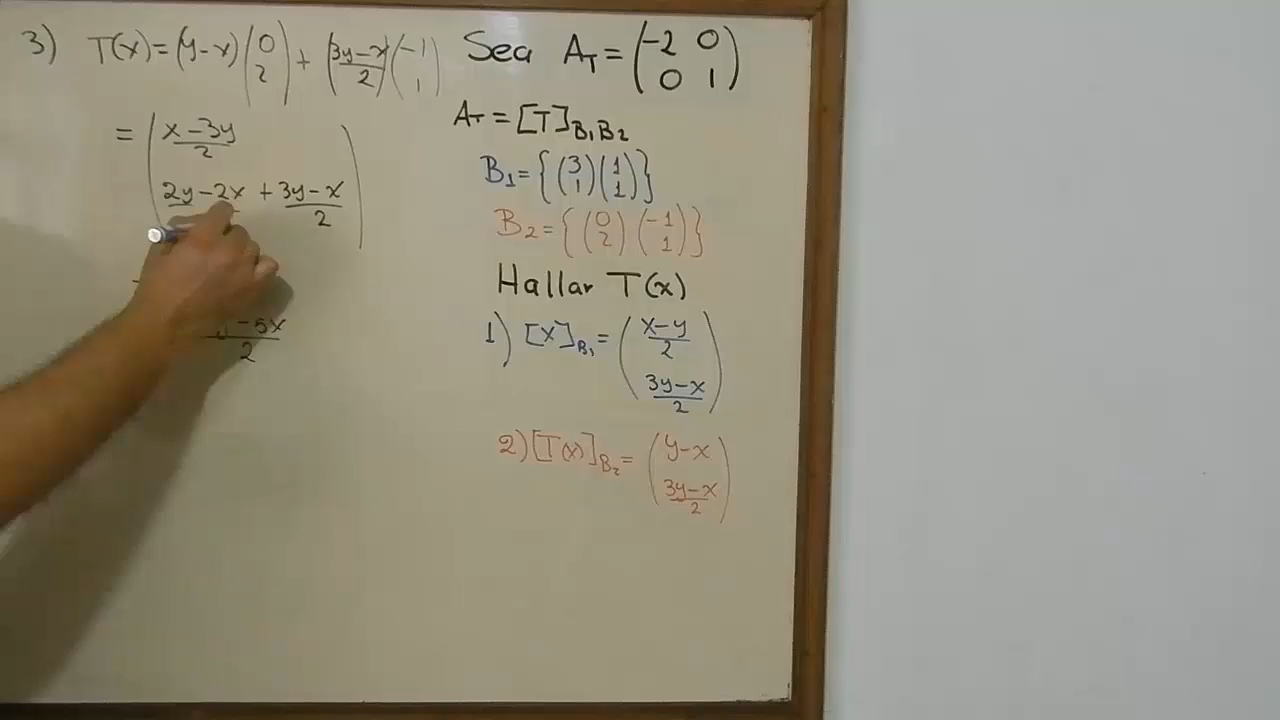 3) T(x)=(y-x)(0 2)+(3y-x/2)(-1 1)
=(x-3y/2
2y-2x + 3y-x/2)
-5x/2
Sea A_T=(-2 0
0 1)
A_T=[T]_B1B2
B1={(3 1)(1 1)}
B2={(0 2)(-1 1)}
Hallar T(x)
1) [X]_B1=(x-y/2
3y-x/2)
2)[T(x)]_B2=(y-x
3y-x/2)